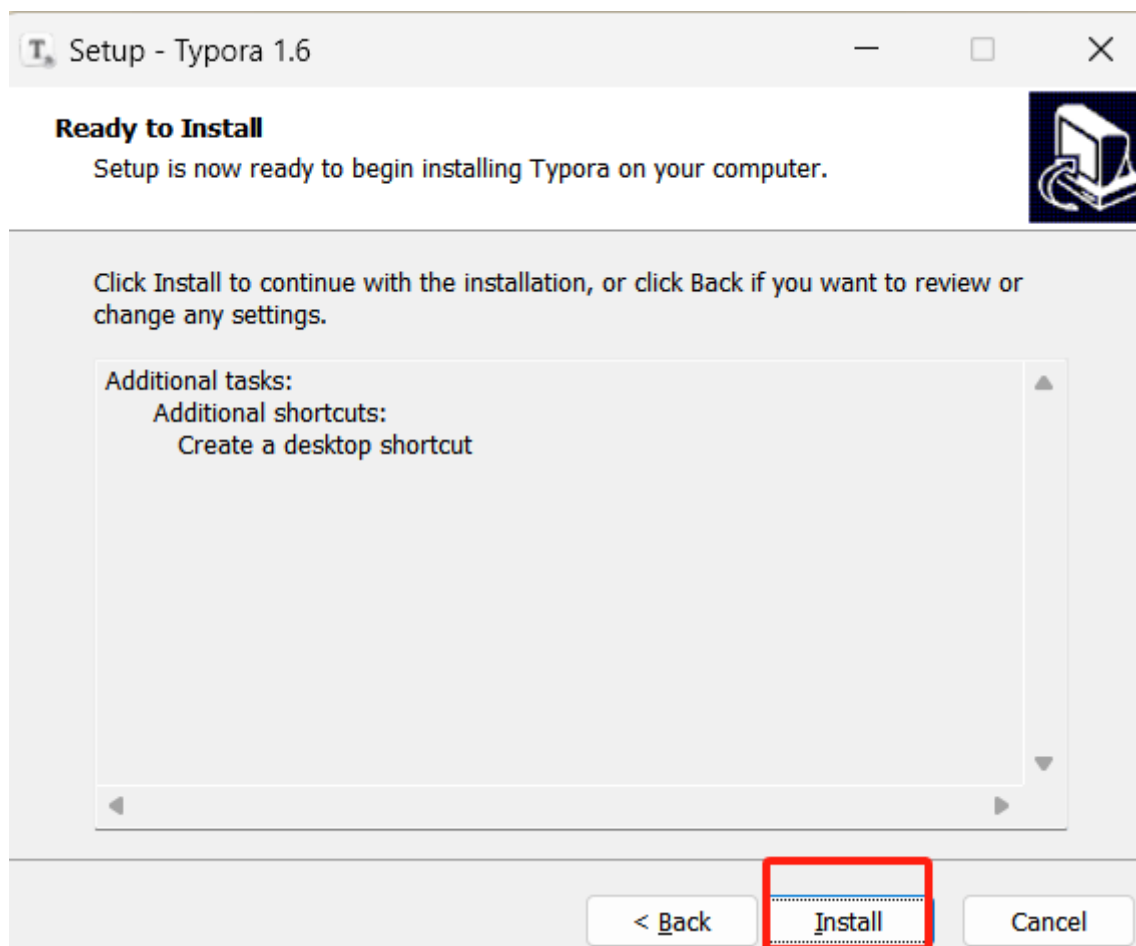 Setup - Typora 1.6
Ready to Install
Setup is now ready to begin installing Typora on your computer.
Click Install to continue with the installation, or click Back if you want to review or
change any settings.
Additional tasks:
Additional shortcuts:
Create a desktop shortcut
< Back
Install
Cancel